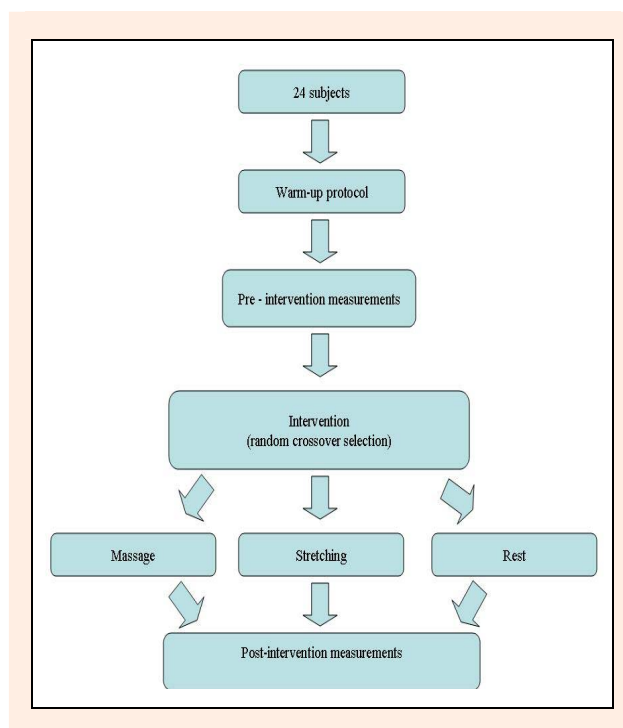 24 subjects
Warm-up protocol
Pre - intervention measurements
Intervention
(random crossover selection)
Massage
Stretching
Rest
Post-intervention measurements